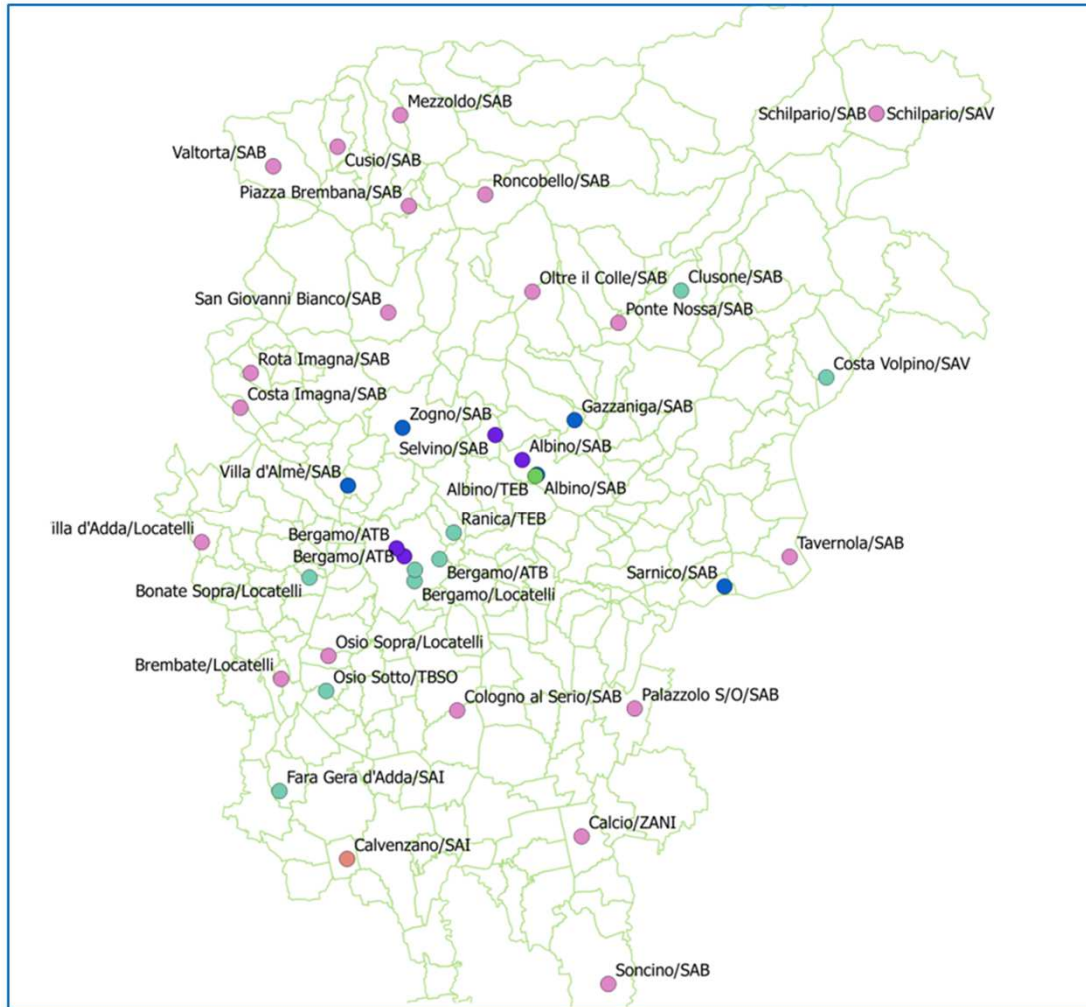 Mezzoldo/SAB
Schilpario/SAB
Schilpario/SAV
Valtorta/SAB
Cusio/SAB
Piazza Brembana/SAB
Roncobello/SAB
Oltre il Colle/SAB
Clusone/SAB
San Giovanni Bianco/SAB
Ponte Nossa/SAB
Rota Imagna/SAB
Costa Volpino/SAV
Costa Imagna/SAB
Zogno/SAB
Gazzaniga/SAB
Selvino/SAB
Albino/SAB
Villa d'Almè/SAB
Albino/TEB
Albino/SAB
Ranica/TEB
illa d'Adda/Locatelli
Bergamo/ATB
Bergamo/ATB
Tavernola/SAB
Bergamo/ATB
Sarnico/SAB
Bonate Sopra/Locatelli
Bergamo/Locatelli
Osio Sopra/Locatelli
Brembate/Locatelli
Osio Sotto/TBSO
Cologno al Serio/SAB
Palazzolo S/O/SAB
Fara Gera d'Adda/SAI
Calcio/ZANI
Calvenzano/SAI
Soncino/SAB